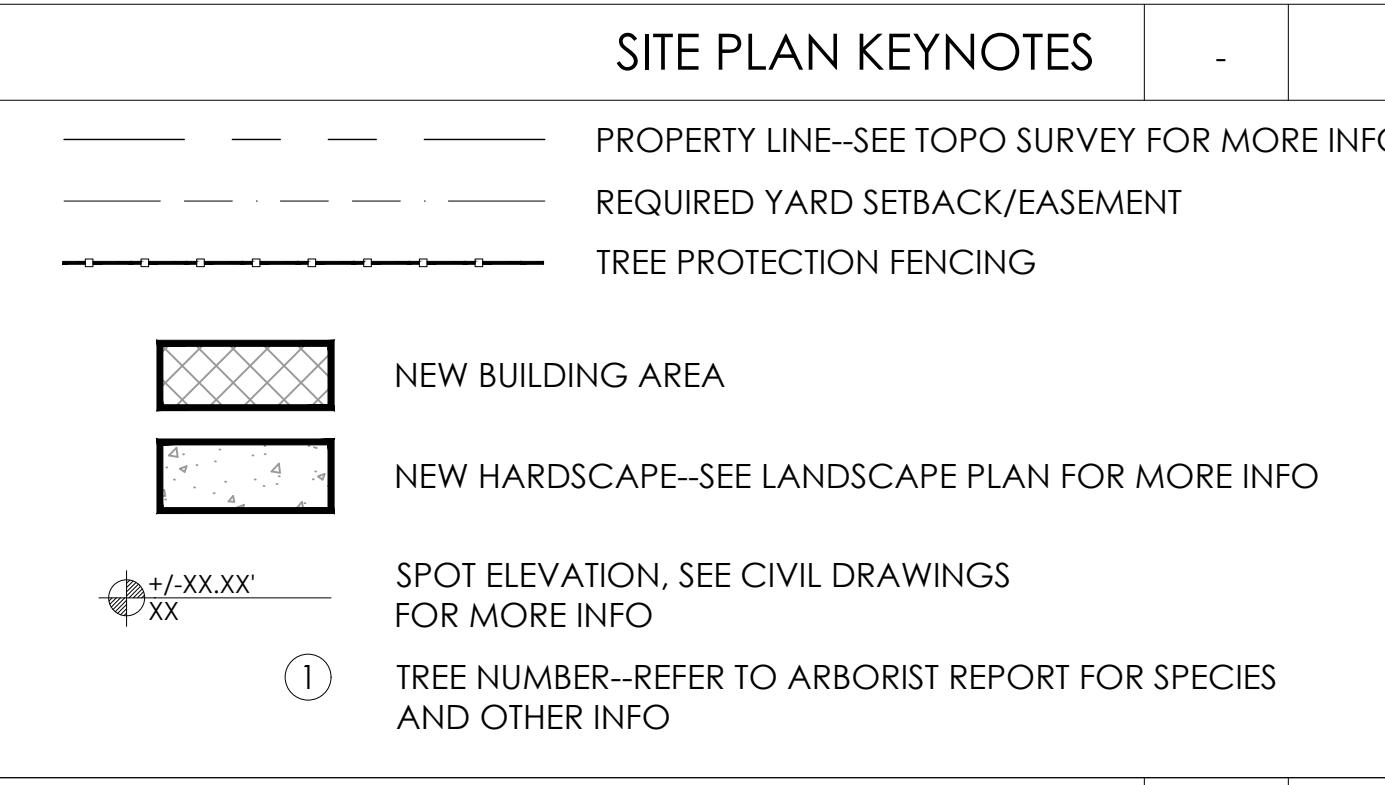 SITE PLAN KEYNOTES -
PROPERTY LINE--SEE TOPO SURVEY FOR MORE INFO
REQUIRED YARD SETBACK/EASEMENT
TREE PROTECTION FENCING
NEW BUILDING AREA
NEW HARDSCAPE--SEE LANDSCAPE PLAN FOR MORE INFO
+/-XX.XX'
XX
SPOT ELEVATION, SEE CIVIL DRAWINGS
FOR MORE INFO
1 TREE NUMBER--REFER TO ARBORIST REPORT FOR SPECIES
AND OTHER INFO